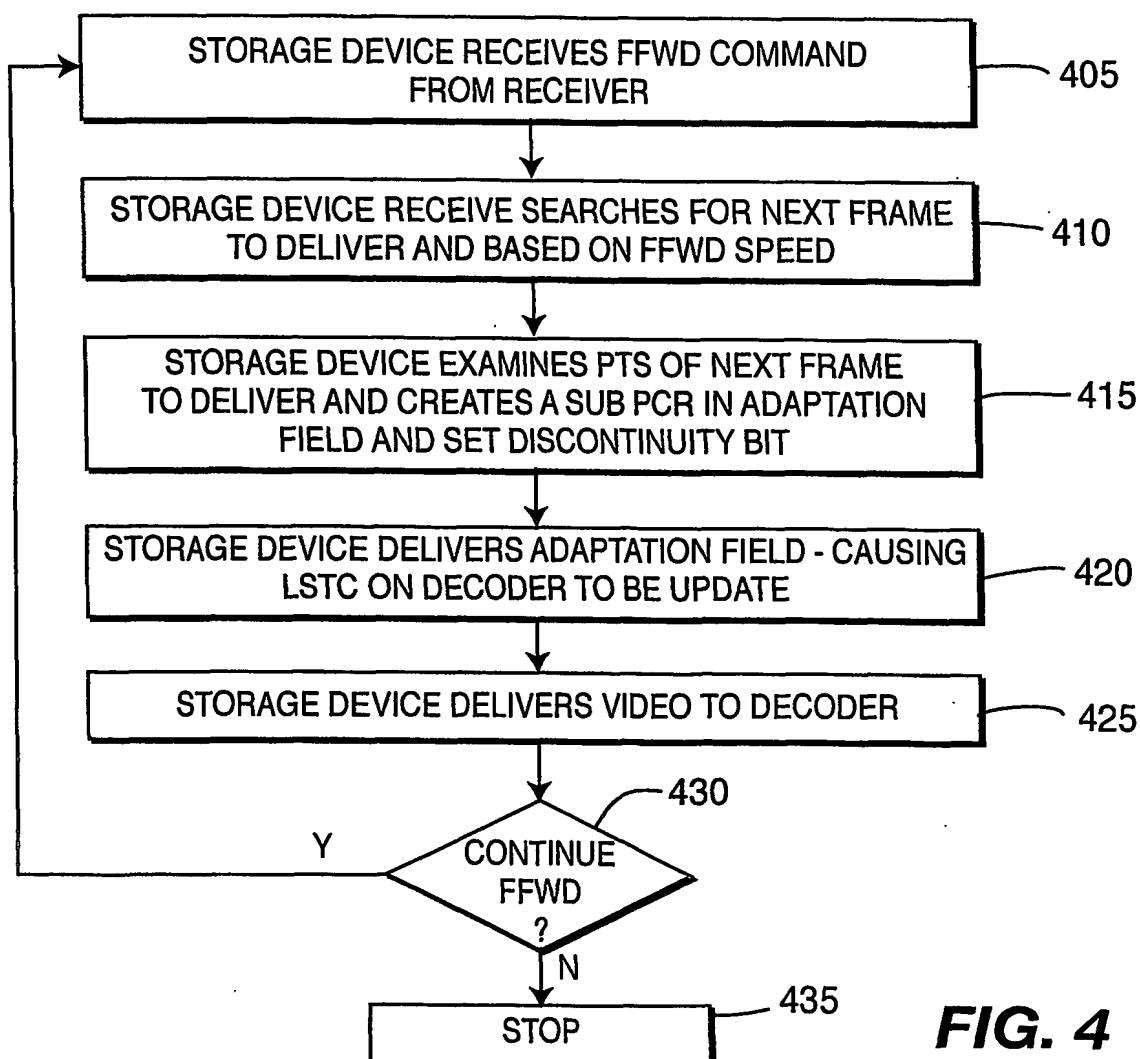 STORAGE DEVICE RECEIVES FFWD COMMAND
FROM RECEIVER
405
STORAGE DEVICE RECEIVE SEARCHES FOR NEXT FRAME
TO DELIVER AND BASED ON FFWD SPEED
410
STORAGE DEVICE EXAMINES PTS OF NEXT FRAME
TO DELIVER AND CREATES A SUB PCR IN ADAPTATION
FIELD AND SET DISCONTINUITY BIT
415
STORAGE DEVICE DELIVERS ADAPTATION FIELD - CAUSING
LSTC ON DECODER TO BE UPDATE
420
STORAGE DEVICE DELIVERS VIDEO TO DECODER
425
430
Y
CONTINUE
FFWD
?
N
STOP
435
FIG. 4